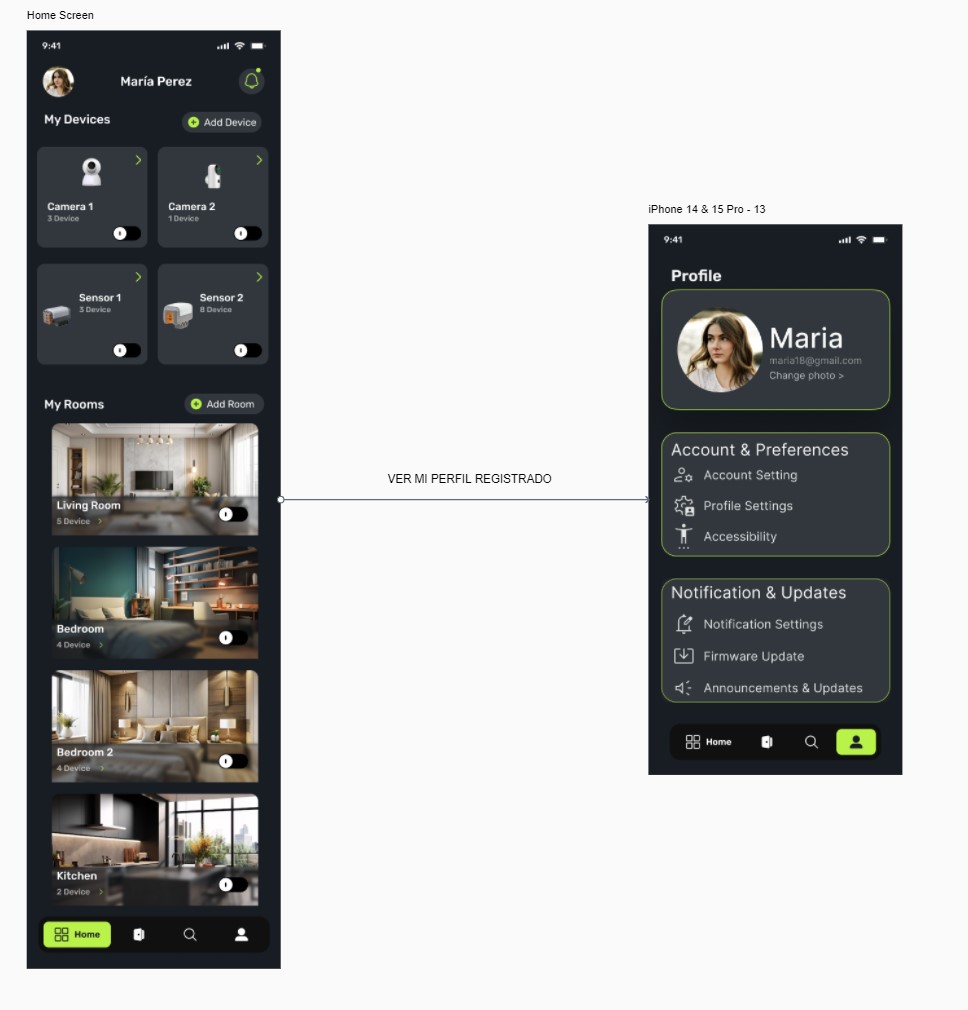 Home Screen
9:41
María Perez
My Devices
Add Device
Camera 1
3 Device
Camera 2
1 Device
Sensor 1
3 Device
Sensor 2
8 Device
My Rooms
Add Room
Living Room
5 Device >
Bedroom
4 Device >
Bedroom 2
4 Device >
Kitchen
2 Device >
Home
VER MI PERFIL REGISTRADO
iPhone 14 & 15 Pro - 13
9:41
Profile
Maria
maria18@gmail.com
Change photo >
Account & Preferences
Account Setting
Profile Settings
Accessibility
Notification & Updates
Notification Settings
Firmware Update
Announcements & Updates
Home